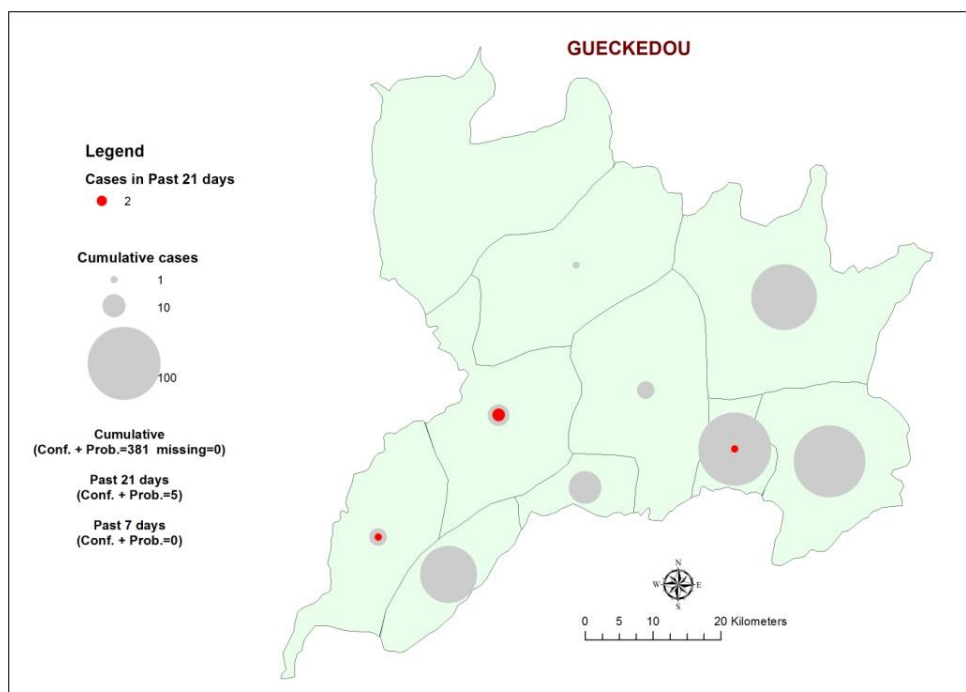 GUECKEDOU
Legend
Cases in Past 21 days
2
Cumulative cases
1
10
100
Cumulative
(Conf. + Prob.=381 missing=0)
Past 21 days
(Conf. + Prob.=5)
Past 7 days
(Conf. + Prob.=0)
N
W E
S
0 5 10 20 Kilometers